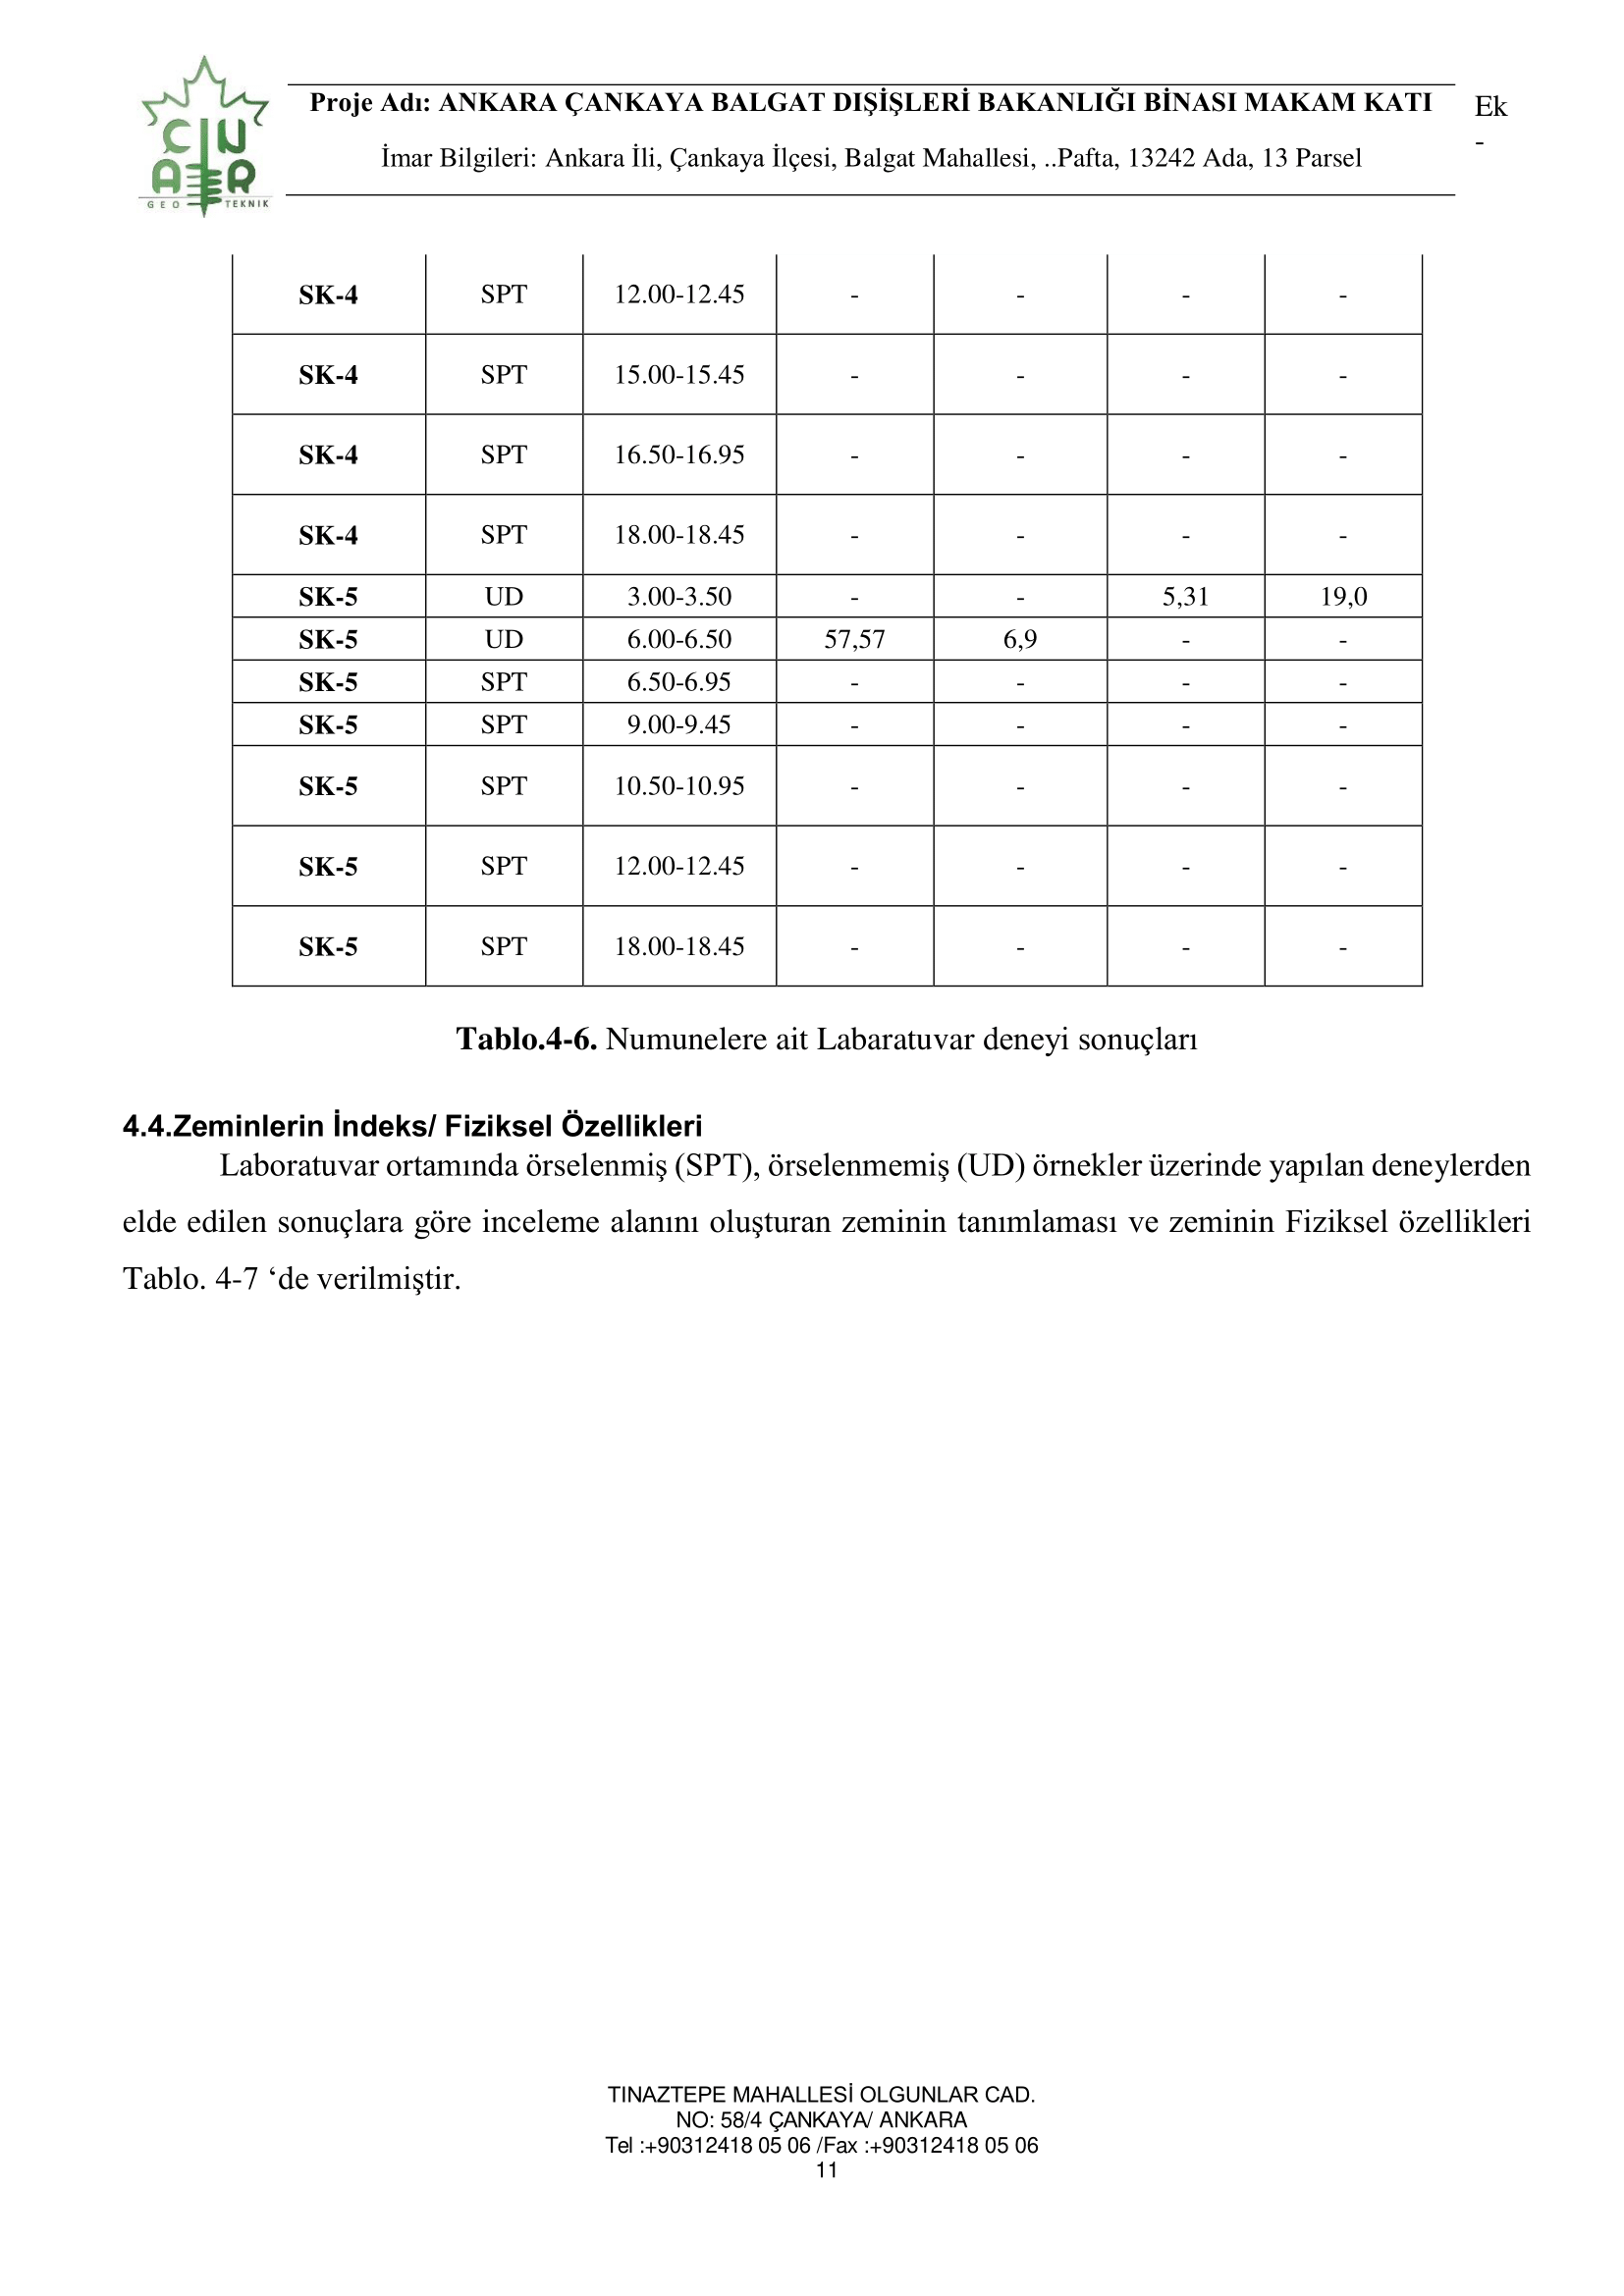 ÇINAR
GEO TEKNIK
Proje Adı: ANKARA ÇANKAYA BALGAT DIŞİŞLERİ BAKANLIĞI BİNASI MAKAM KATI
İmar Bilgileri: Ankara İli, Çankaya İlçesi, Balgat Mahallesi, ..Pafta, 13242 Ada, 13 Parsel
Ek
-
SK-4 SPT 12.00-12.45 - - - -
SK-4 SPT 15.00-15.45 - - - -
SK-4 SPT 16.50-16.95 - - - -
SK-4 SPT 18.00-18.45 - - - -
SK-5 UD 3.00-3.50 - - 5,31 19,0
SK-5 UD 6.00-6.50 57,57 6,9 - -
SK-5 SPT 6.50-6.95 - - - -
SK-5 SPT 9.00-9.45 - - - -
SK-5 SPT 10.50-10.95 - - - -
SK-5 SPT 12.00-12.45 - - - -
SK-5 SPT 18.00-18.45 - - - -
Tablo.4-6. Numunelere ait Labaratuvar deneyi sonuçları
4.4.Zeminlerin İndeks/ Fiziksel Özellikleri
Laboratuvar ortamında örselenmiş (SPT), örselenmemiş (UD) örnekler üzerinde yapılan deneylerden
elde edilen sonuçlara göre inceleme alanını oluşturan zeminin tanımlaması ve zeminin Fiziksel özellikleri
Tablo. 4-7 ‘de verilmiştir.
TINAZTEPE MAHALLESİ OLGUNLAR CAD.
NO: 58/4 ÇANKAYA/ ANKARA
Tel :+90312418 05 06 /Fax :+90312418 05 06
11